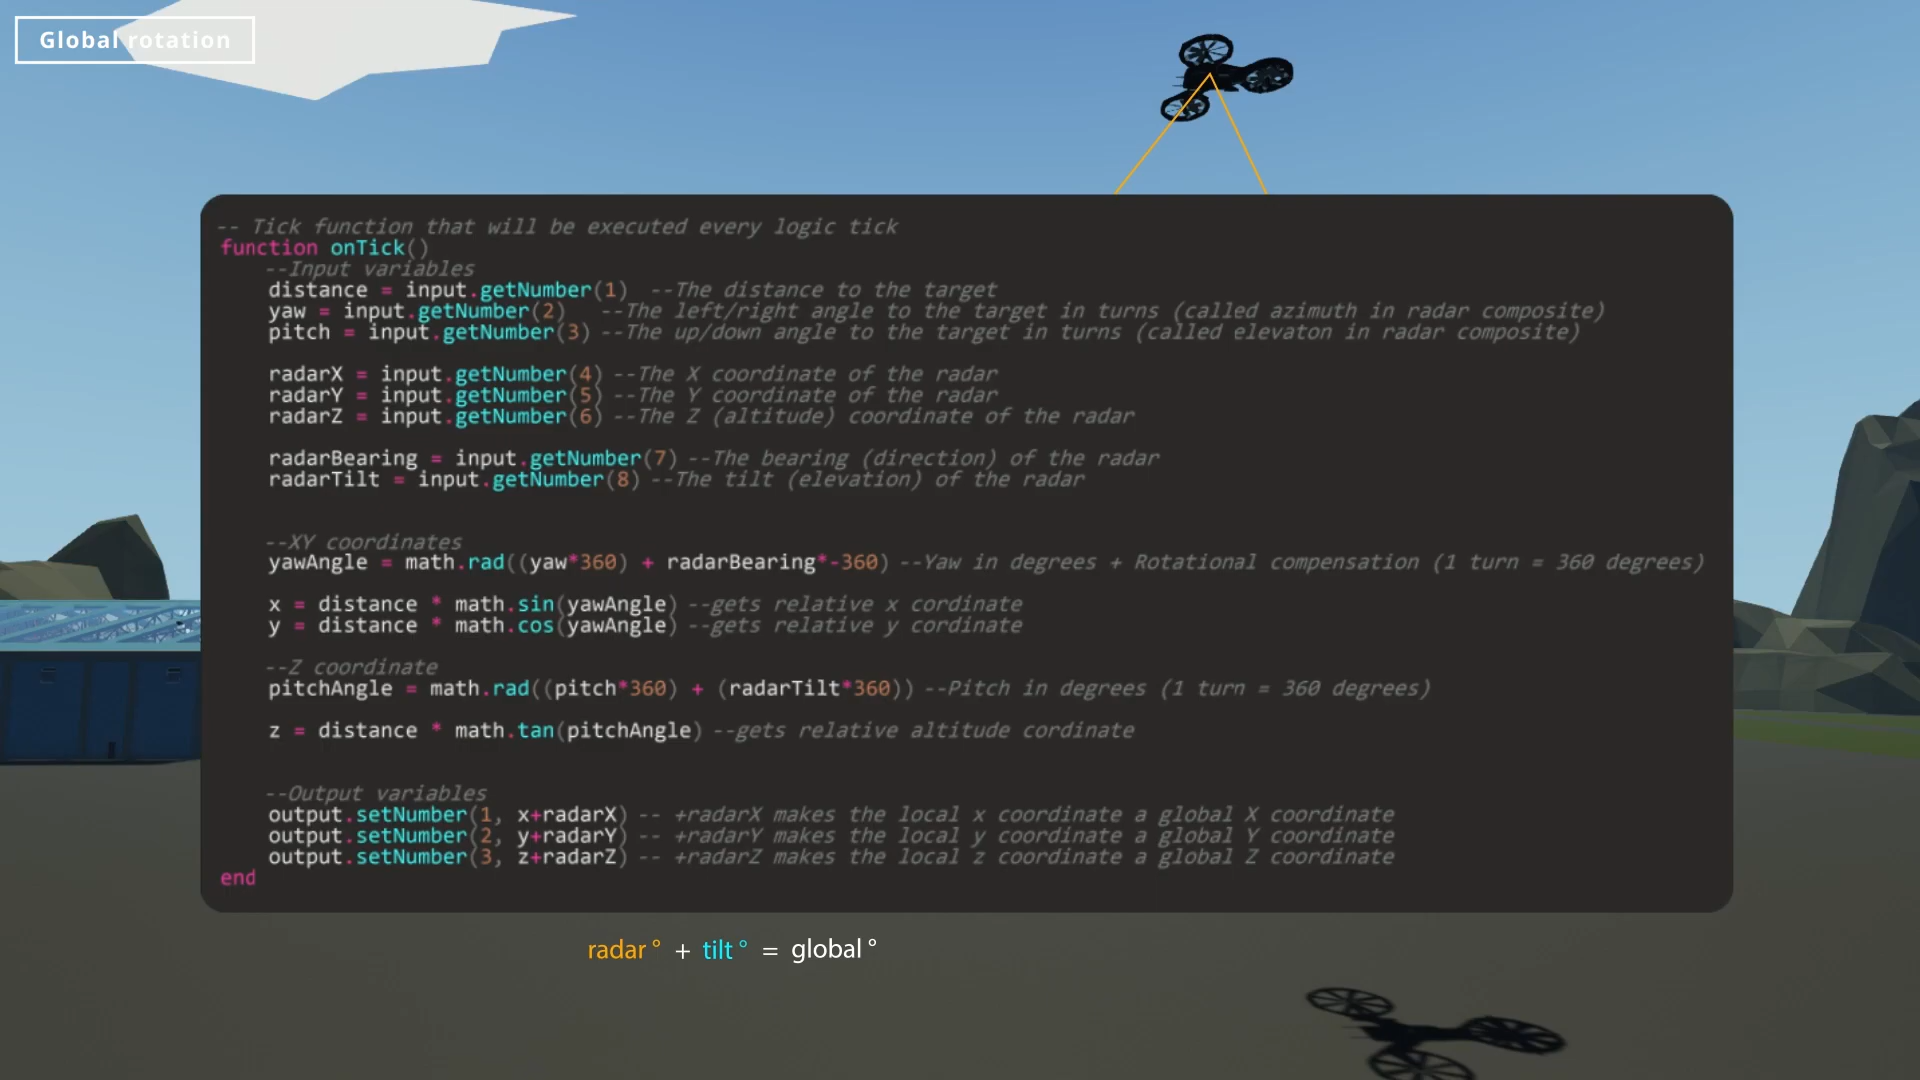 Global rotation
-- Tick function that will be executed every logic tick
function onTick()
--Input variables
distance = input.getNumber(1)  --The distance to the target
yaw = input.getNumber(2)   --The left/right angle to the target in turns (called azimuth in radar composite)
pitch = input.getNumber(3) --The up/down angle to the target in turns (called elevaton in radar composite)
radarX = input.getNumber(4) --The X coordinate of the radar
radarY = input.getNumber(5) --The Y coordinate of the radar
radarZ = input.getNumber(6) --The Z (altitude) coordinate of the radar
radarBearing = input.getNumber(7) --The bearing (direction) of the radar
radarTilt = input.getNumber(8) --The tilt (elevation) of the radar
--XY coordinates
yawAngle = math.rad((yaw*360) + radarBearing*-360) --Yaw in degrees + Rotational compensation (1 turn = 360 degrees)
x = distance * math.sin(yawAngle) --gets relative x cordinate
y = distance * math.cos(yawAngle) --gets relative y cordinate
--Z coordinate
pitchAngle = math.rad((pitch*360) + (radarTilt*360)) --Pitch in degrees (1 turn = 360 degrees)
z = distance * math.tan(pitchAngle) --gets relative altitude cordinate
--Output variables
output.setNumber(1, x+radarX) -- +radarX makes the local x coordinate a global X coordinate
output.setNumber(2, y+radarY) -- +radarY makes the local y coordinate a global Y coordinate
output.setNumber(3, z+radarZ) -- +radarZ makes the local z coordinate a global Z coordinate
end
radar° + tilt° = global°